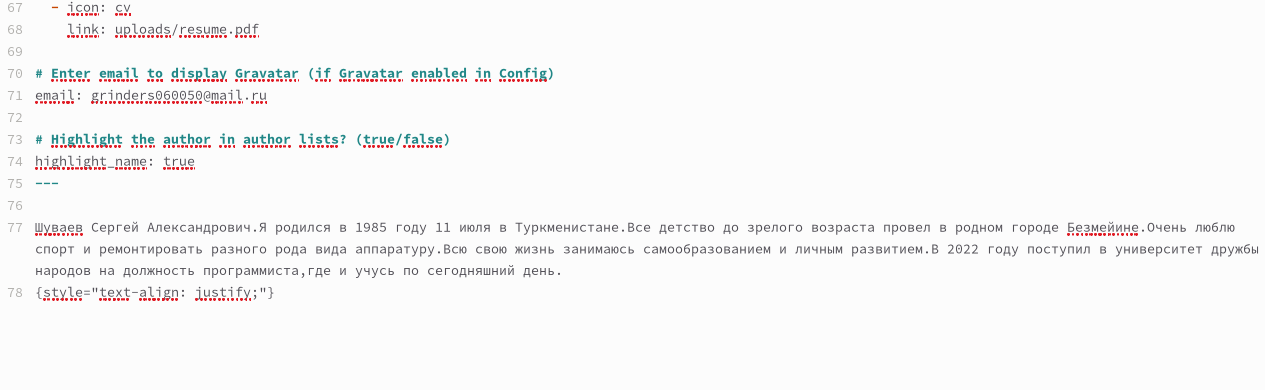 67 - icon: cv
68 link: uploads/resume.pdf
69
70 # Enter email to display Gravatar (if Gravatar enabled in Config)
71 email: grinders060050@mail.ru
72
73 # Highlight the author in author lists? (true/false)
74 highlight_name: true
75 ---
76
77 Шуваев Сергей Александрович.Я родился в 1985 году 11 июля в Туркменистане.Все детство до зрелого возраста провел в родном городе Безмейине.Очень люблю
спорт и ремонтировать разного рода вида аппаратуру.Всю свою жизнь занимаюсь самообразованием и личным развитием.В 2022 году поступил в университет дружбы
народов на должность программиста,где и учусь по сегодняшний день.
78 {style="text-align: justify;"}